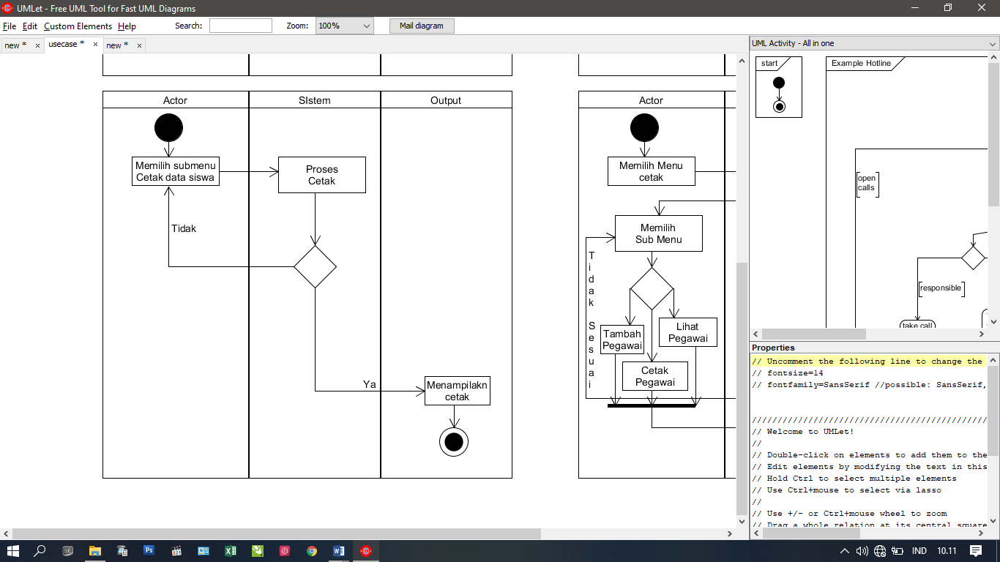 UMLet - Free UML Tool for Fast UML Diagrams
File Edit Custom Elements Help Search: Zoom: 100% Mail diagram
new * usecase * new *
Actor SIstem Output
Memilih submenu
Cetak data siswa
Proses
Cetak
Tidak
Ya
Menampilakn
cetak
Actor
Memilih Menu
cetak
Memilih
Sub Menu
Tidak Sesuai
Tambah
Pegawai
Lihat
Pegawai
Cetak
Pegawai
UML Activity - All in one
start
Example Hotline
open
calls
responsible
take call
Properties
// Uncomment the following line to change the
// fontsize=14
// fontfamily=SansSerif //possible: SansSerif,
//////////////////////////////////////////////
// Welcome to UMLet!
//
// Double-click on elements to add them to the
// Edit elements by modifying the text in this
// Hold Ctrl to select multiple elements
// Use Ctrl+mouse to select via lasso
//
// Use +/- or Ctrl+mouse wheel to zoom
// Drag a whole relation at its central square
SE Ps IND 10.11